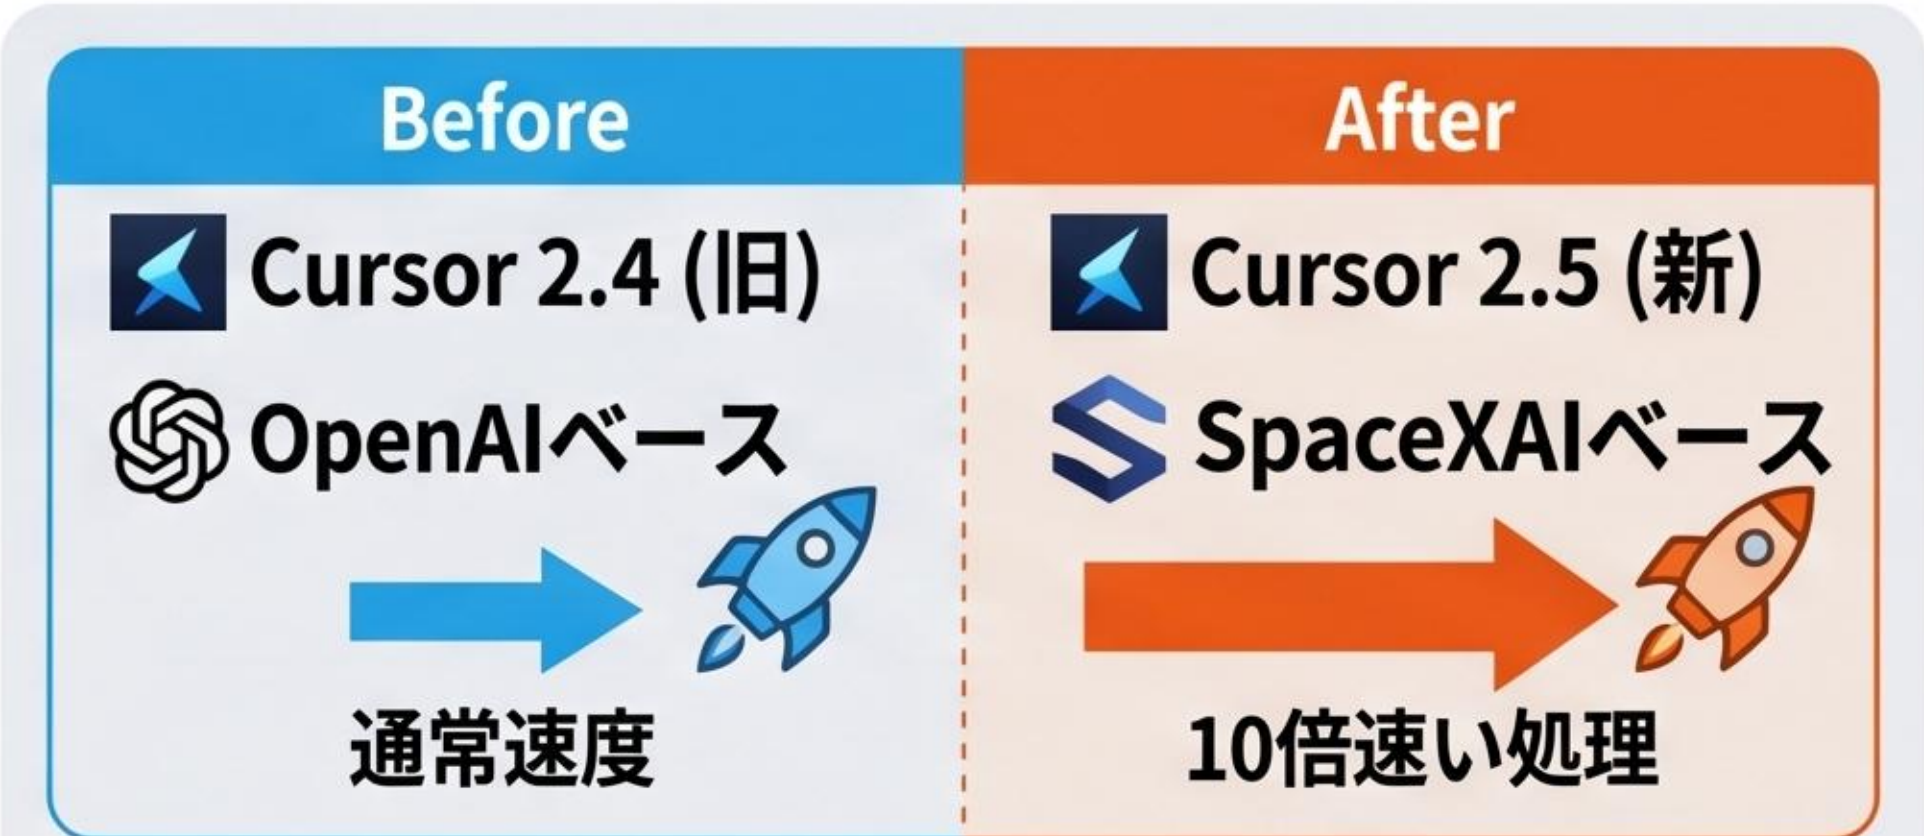 Before
Cursor 2.4 (旧)
OpenAIベース
通常速度
After
Cursor 2.5 (新)
SpaceXAIベース
10倍速い処理